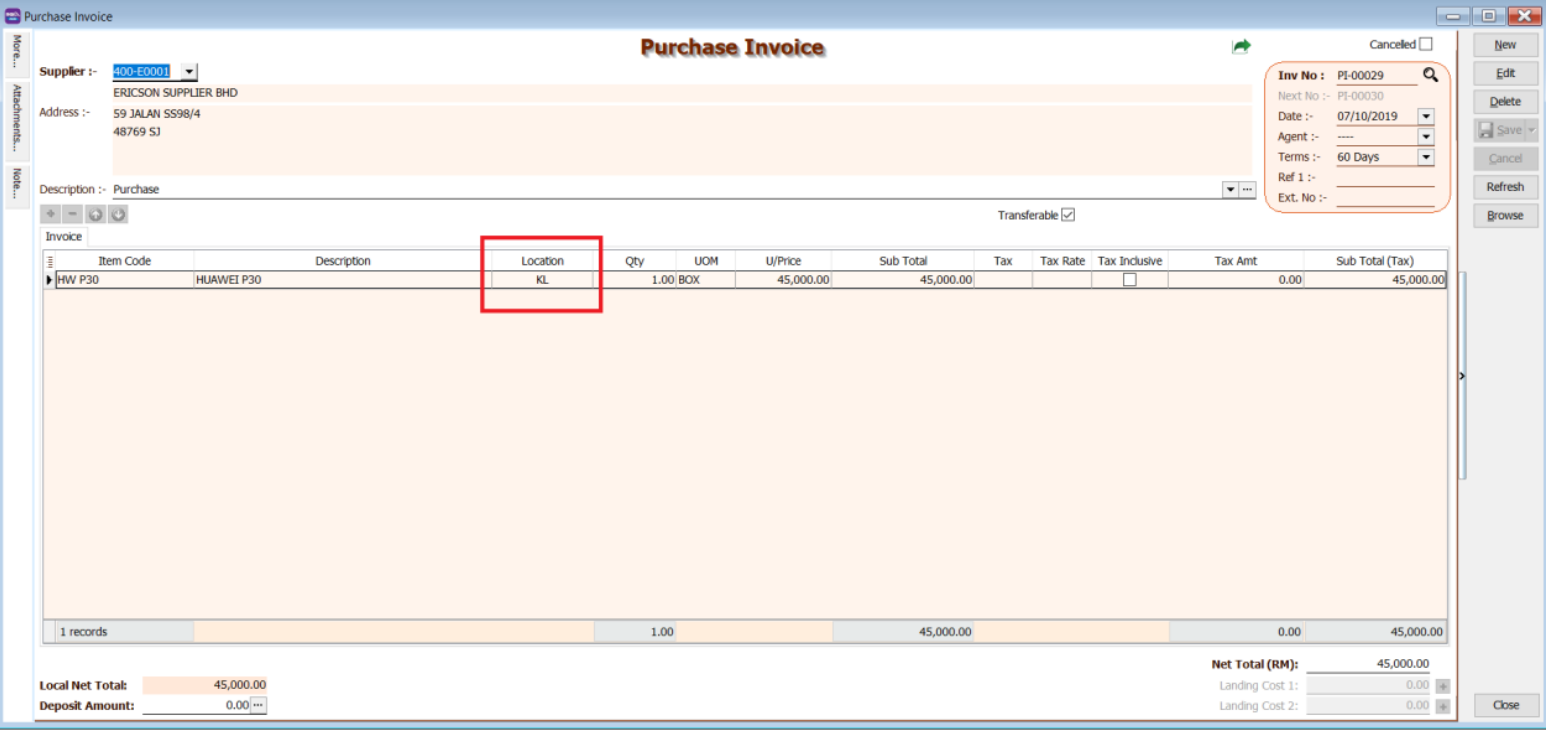 Purchase Invoice
More...
Attachments...
Note...
Purchase Invoice
Canceled
Supplier :- 400-E0001
ERICSON SUPPLIER BHD
Address :- 59 JALAN SS98/4
48769 SJ
Description :- Purchase
Inv No : PI-00029
Next No :- PI-00030
Date :- 07/10/2019
Agent :- ----
Terms :- 60 Days
Ref 1 :-
Ext. No :-
Transferable
Invoice
Item Code Description Location Qty UOM U/Price Sub Total Tax Tax Rate Tax Inclusive Tax Amt Sub Total (Tax)
HW P30 HUAWEI P30 KL 1.00 BOX 45,000.00 45,000.00 0.00 45,000.00
1 records 1.00 45,000.00 0.00 45,000.00
Net Total (RM): 45,000.00
Local Net Total: 45,000.00
Landing Cost 1: 0.00
Deposit Amount: 0.00
Landing Cost 2: 0.00
New
Edit
Delete
Save
Cancel
Refresh
Browse
Close